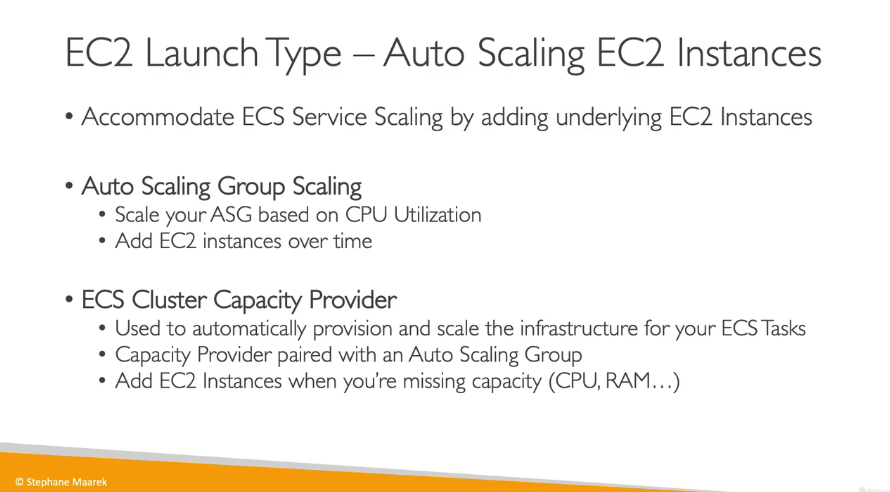 EC2 Launch Type – Auto Scaling EC2 Instances
• Accommodate ECS Service Scaling by adding underlying EC2 Instances
• Auto Scaling Group Scaling
• Scale your ASG based on CPU Utilization
• Add EC2 instances over time
• ECS Cluster Capacity Provider
• Used to automatically provision and scale the infrastructure for your ECS Tasks
• Capacity Provider paired with an Auto Scaling Group
• Add EC2 Instances when you're missing capacity (CPU, RAM…)
© Stephane Maarek